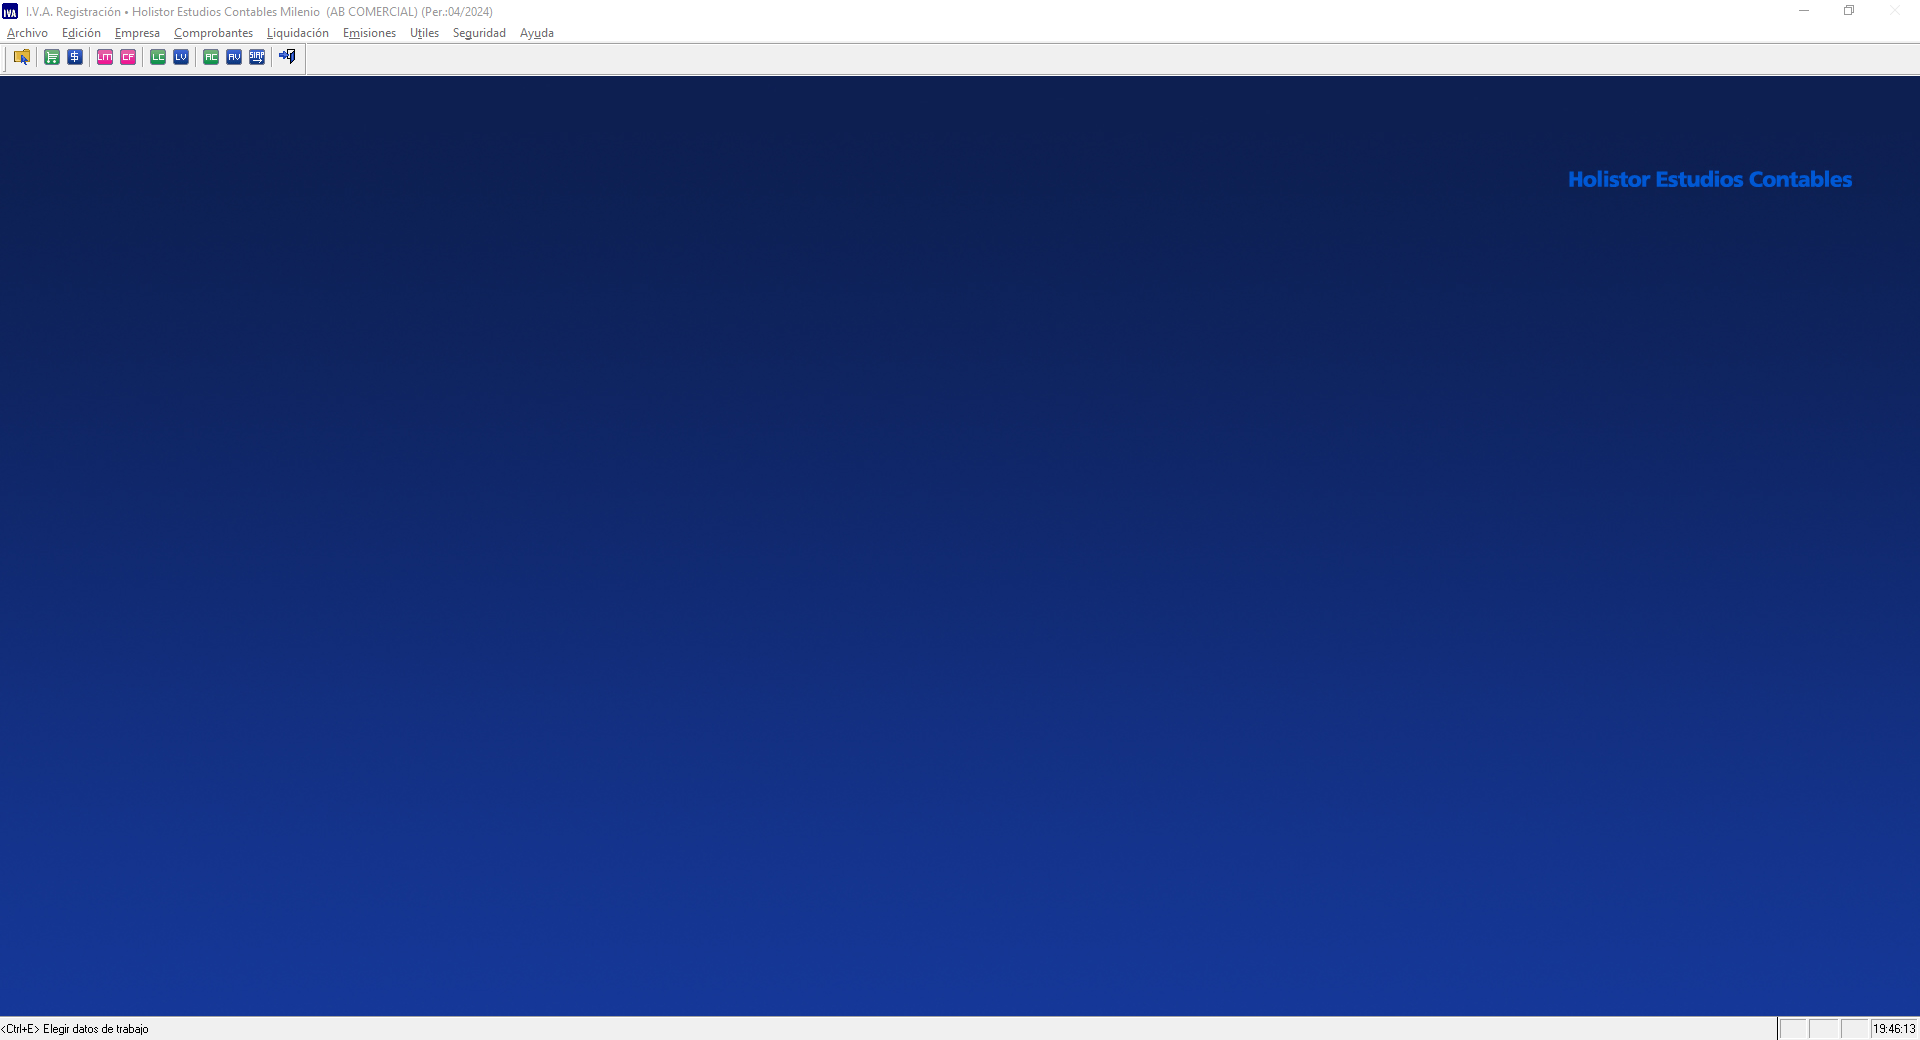 IVA I.V.A. Registración • Holistor Estudios Contables Milenio (AB COMERCIAL) (Per.:04/2024)
Archivo Edición Empresa Comprobantes Liquidación Emisiones Utiles Seguridad Ayuda
$ LM CF LC LV AC AV SIAP
Holistor Estudios Contables
<Ctrl+E> Elegir datos de trabajo
19:46:13